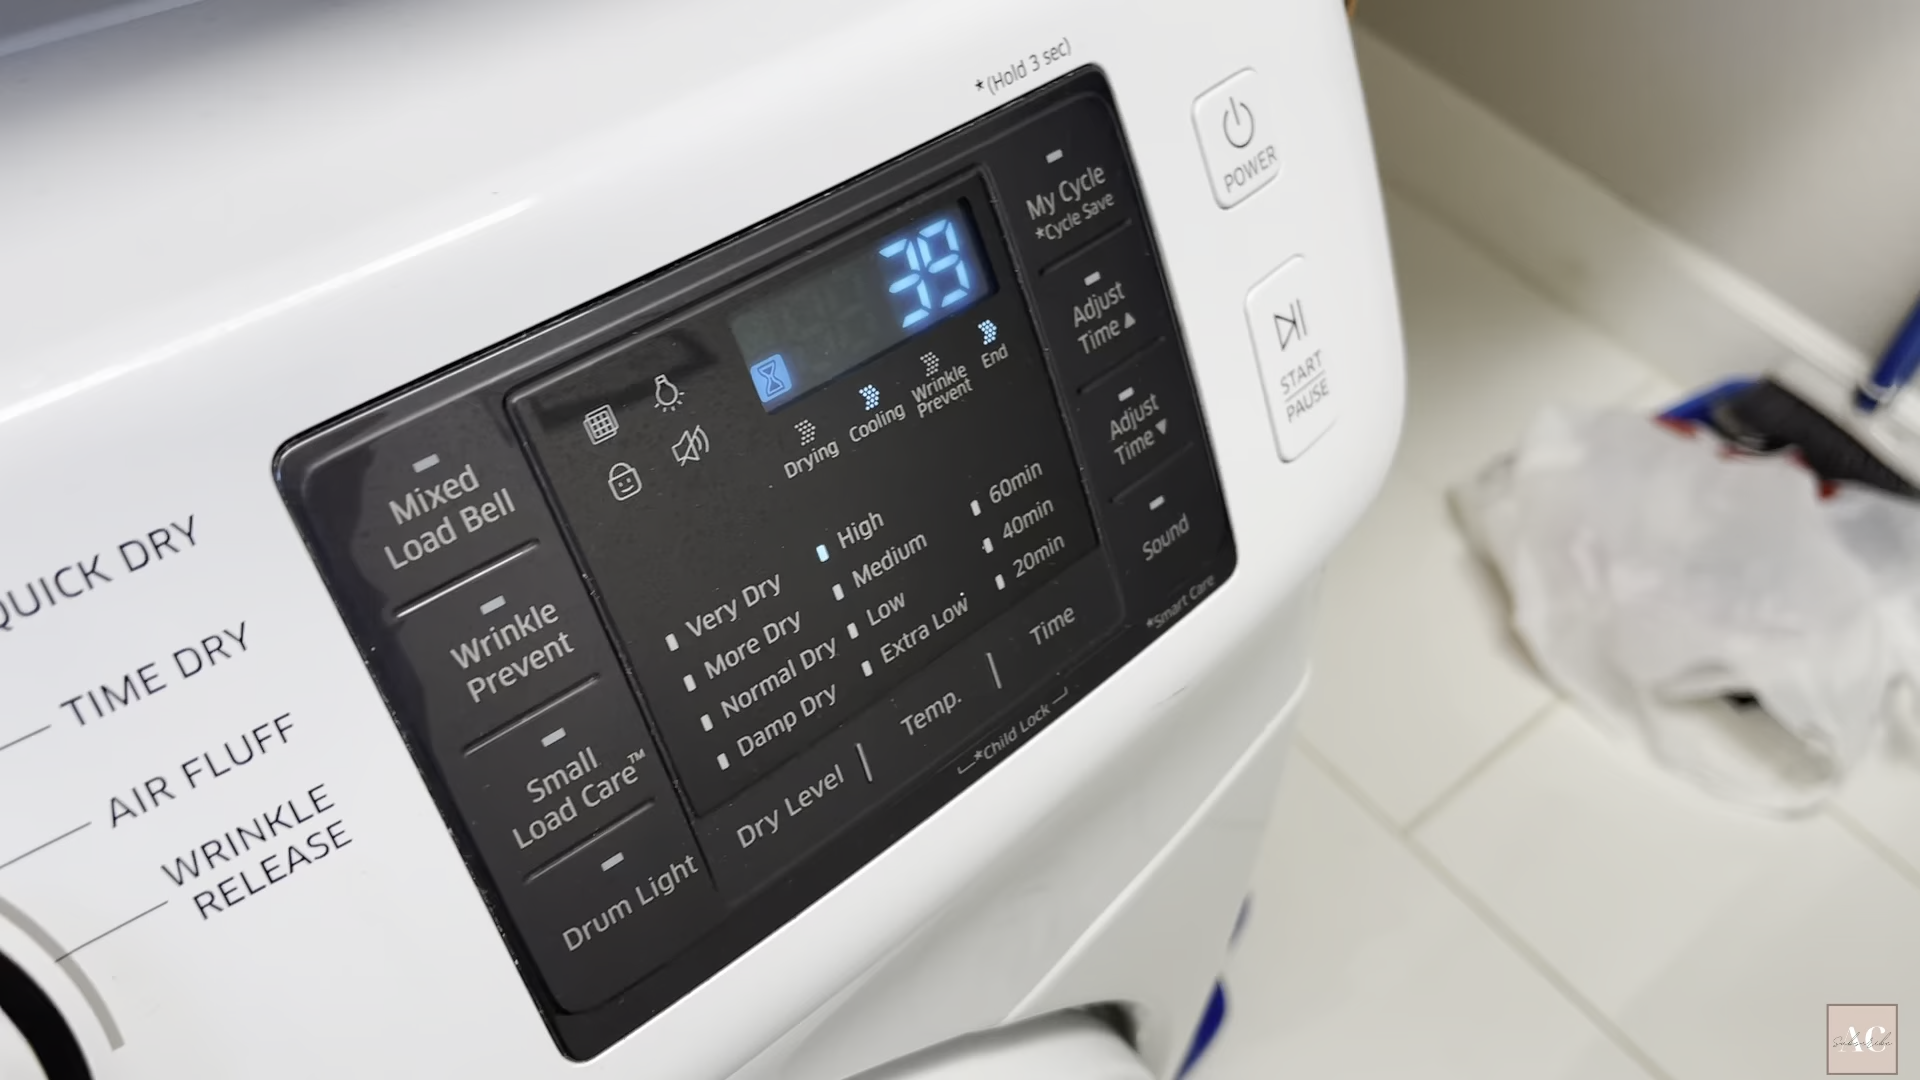 *(Hold 3 sec)
POWER
START
PAUSE
39
My Cycle
*Cycle Save
Adjust
Time ▲
Adjust
Time ▼
Sound
*Smart Care
Drying
Cooling
Wrinkle
Prevent
End
Mixed
Load Bell
Wrinkle
Prevent
Small
Load Care™
Drum Light
Very Dry
More Dry
Normal Dry
Damp Dry
High
Medium
Low
Extra Low
60min
40min
20min
Dry Level
Temp.
Time
*Child Lock
QUICK DRY
TIME DRY
AIR FLUFF
WRINKLE
RELEASE
AC
Subscribe